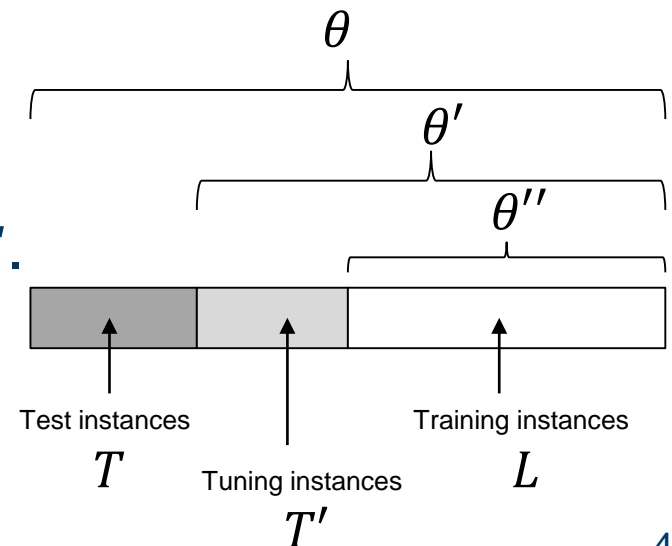 θ
θ′
θ′′
.
Test instances
T
Tuning instances
T′
Training instances
L